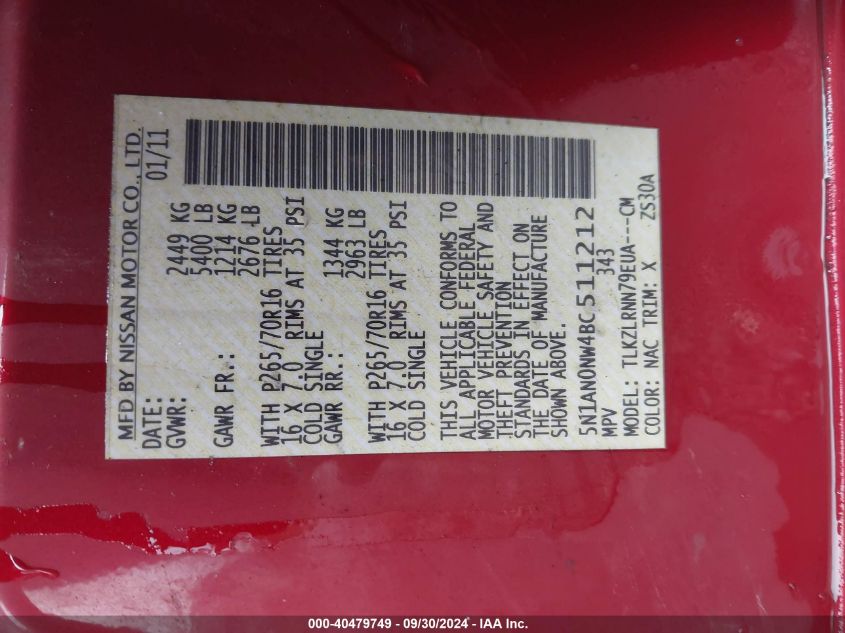 MFD BY NISSAN MOTOR CO., LTD.
DATE: 01/11
GVWR: 2449 KG
5400 LB
GAWR FR.: 1214 KG
2676 LB
WITH P265/70R16 TIRES
16 X 7.0 RIMS AT 35 PSI
COLD SINGLE
GAWR RR.: 1344 KG
2963 LB
WITH P265/70R16 TIRES
16 X 7.0 RIMS AT 35 PSI
COLD SINGLE
THIS VEHICLE CONFORMS TO
ALL APPLICABLE FEDERAL
MOTOR VEHICLE SAFETY AND
THEFT PREVENTION
STANDARDS IN EFFECT ON
THE DATE OF MANUFACTURE
SHOWN ABOVE.
5N1AN0NW4BC511212
MPV 343
MODEL: TLKZLRNN79EUA---CM
COLOR: NAC TRIM: X ZS30A
000-40479749 - 09/30/2024 - IAA Inc.